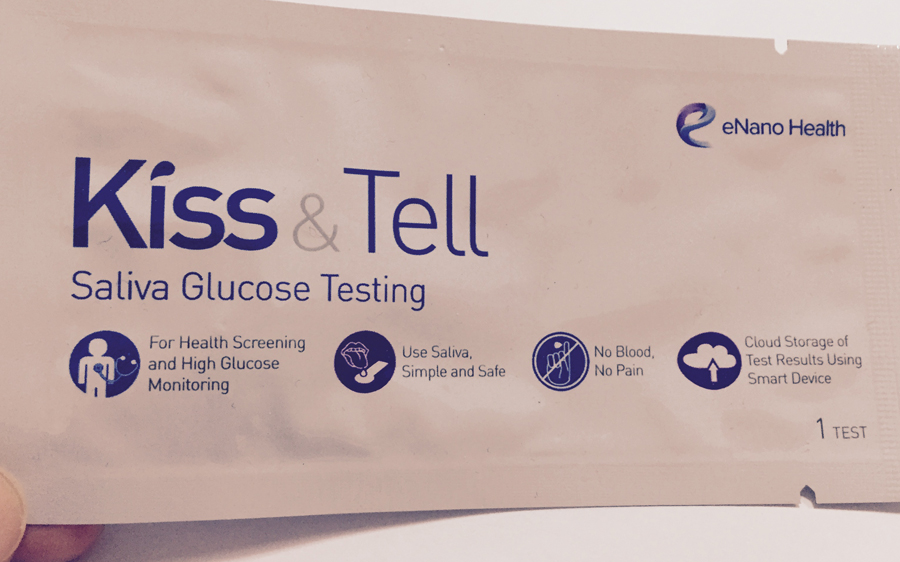 eNano Health
Kiss & Tell
Saliva Glucose Testing
For Health Screening
and High Glucose
Monitoring
Use Saliva,
Simple and Safe
No Blood,
No Pain
Cloud Storage of
Test Results Using
Smart Device
1 TEST